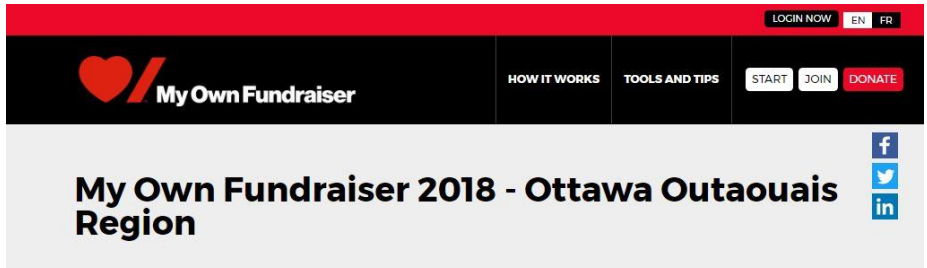 LOGIN NOW EN FR
My Own Fundraiser
HOW IT WORKS TOOLS AND TIPS START JOIN DONATE
My Own Fundraiser 2018 - Ottawa Outaouais
Region
f
in